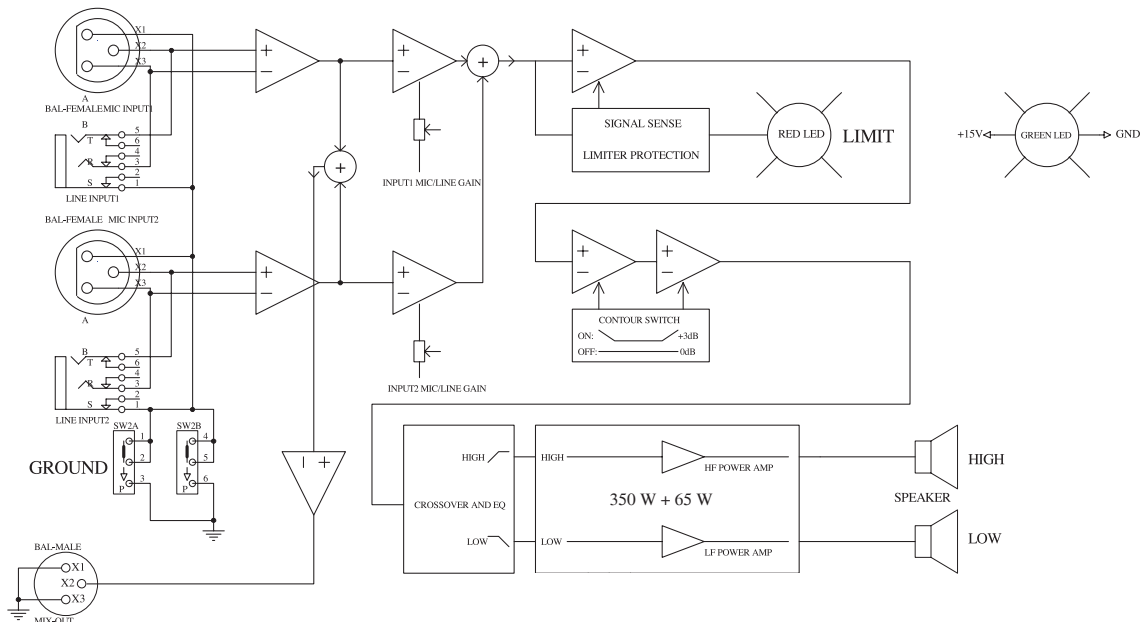 X1
X2
X3
A
BAL-FEMALE MIC INPUT1
B
T
R
S
5
6
4
3
2
1
LINE INPUT1
BAL-FEMALE MIC INPUT2
X1
X2
X3
A
B
T
R
S
5
6
4
3
2
1
LINE INPUT2
SW2A
1
2
3
P
SW2B
4
5
6
P
GROUND
BAL-MALE
X1
X2
X3
MIX-OUT
+
−
+
−
+
+
−
+
−
+
INPUT1 MIC/LINE GAIN
INPUT2 MIC/LINE GAIN
− +
+
−
SIGNAL SENSE
LIMITER PROTECTION
RED LED
LIMIT
+15V
GREEN LED
GND
+
−
+
−
CONTOUR SWITCH
ON: +3dB
OFF: 0dB
CROSSOVER AND EQ
HIGH
LOW
HIGH
HF POWER AMP
350 W + 65 W
LOW
LF POWER AMP
HIGH
SPEAKER
LOW